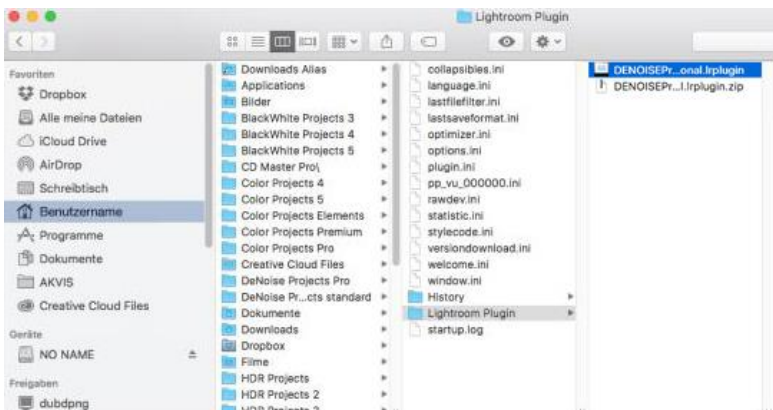 Lightroom Plugin
Favoriten
Dropbox
Alle meine Dateien
iCloud Drive
AirDrop
Schreibtisch
Benutzername
Programme
Dokumente
AKVIS
Creative Cloud Files
Geräte
NO NAME
Freigaben
dubdpng
Downloads Alias
Applications
Bilder
BlackWhite Projects 3
BlackWhite Projects 4
BlackWhite Projects 5
CD Master Pro\
Color Projects 4
Color Projects 5
Color Projects Elements
Color Projects Premium
Color Projects Pro
Creative Cloud Files
DeNoise Projects Pro
DeNoise Pr...cts standard
Dokumente
Downloads
Dropbox
Filme
HDR Projects
HDR Projects 2
HDR Projects 3
collapsibles.ini
language.ini
lastfilefilter.ini
lastsaveformat.ini
optimizer.ini
options.ini
plugin.ini
pp_vu_000000.ini
rawdev.ini
statistic.ini
stylecode.ini
versiondownload.ini
welcome.ini
window.ini
History
Lightroom Plugin
startup.log
DENOISEPr...onal.lrplugin
DENOISEPr...l.lrplugin.zip